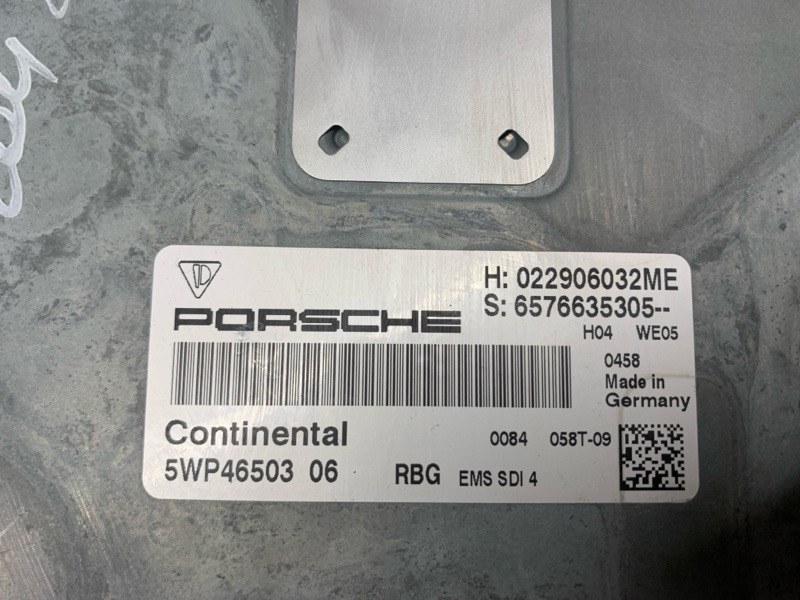 PORSCHE
H: 022906032ME
S: 6576635305--
H04 WE05
0458
Made in
Germany
Continental
0084 058T-09
5WP46503 06 RBG EMS SDI 4